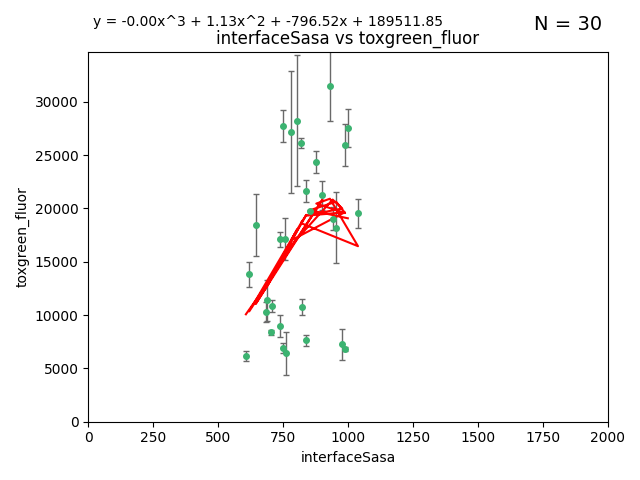 y = -0.00x^3 + 1.13x^2 + -796.52x + 189511.85
N = 30
interfaceSasa vs toxgreen_fluor
30000
25000
20000
15000
10000
5000
0
toxgreen_fluor
0 250 500 750 1000 1250 1500 1750 2000
interfaceSasa